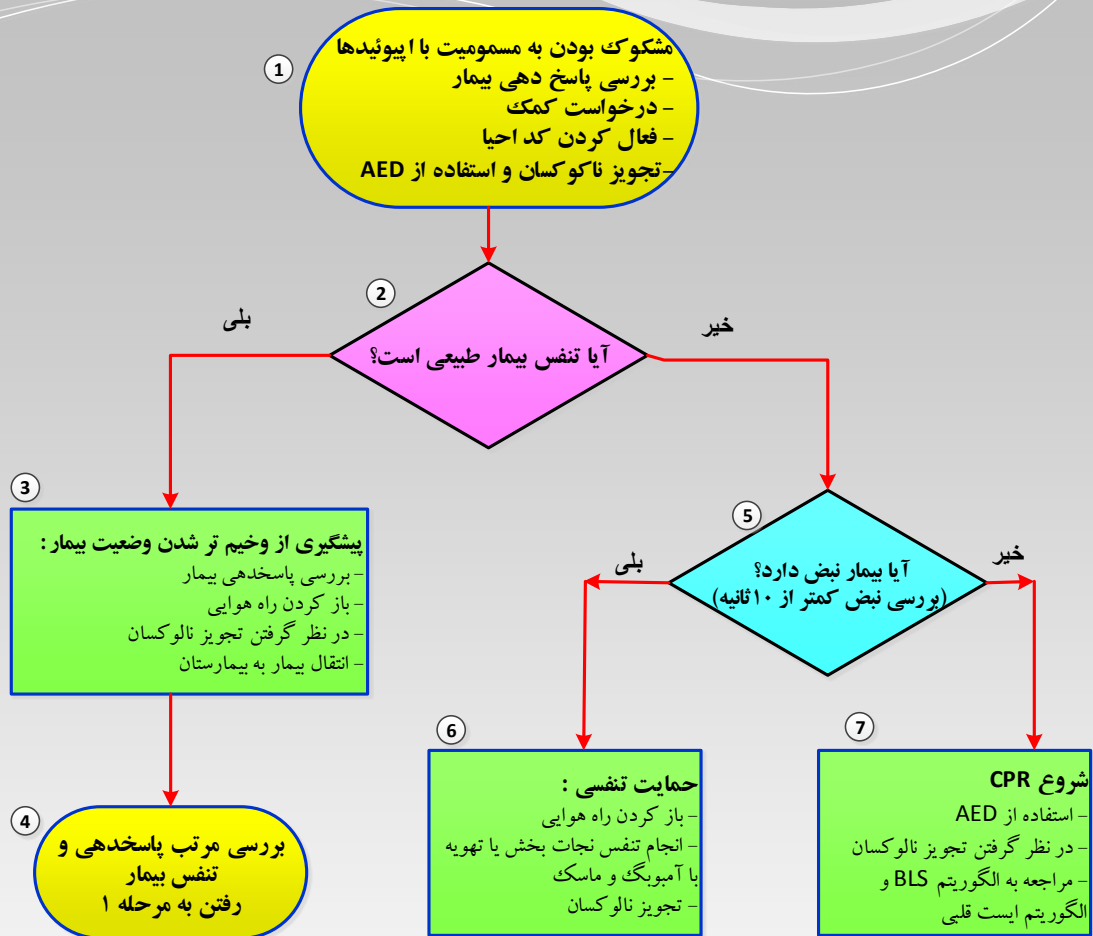 1
مشکوک بودن به مسمومیت با اپیوئیدها
- بررسی پاسخ دهی بیمار
- درخواست کمک
- فعال کردن کد احیا
-تجویز ناکوکسان و استفاده از AED
2
آیا تنفس بیمار طبیعی است؟
بلی
خیر
3
پیشگیری از وخیم تر شدن وضعیت بیمار :
- بررسی پاسخدهی بیمار
- باز کردن راه هوایی
- در نظر گرفتن تجویز نالوکسان
- انتقال بیمار به بیمارستان
4
بررسی مرتب پاسخدهی و
تنفس بیمار
رفتن به مرحله ۱
5
آیا بیمار نبض دارد؟
(بررسی نبض کمتر از ۱۰ ثانیه)
بلی
خیر
6
حمایت تنفسی :
- باز کردن راه هوایی
- انجام تنفس نجات بخش یا تهویه
با آمبوبگ و ماسک
- تجویز نالوکسان
7
شروع CPR
- استفاده از AED
- در نظر گرفتن تجویز نالوکسان
- مراجعه به الگوریتم BLS و
الگوریتم ایست قلبی